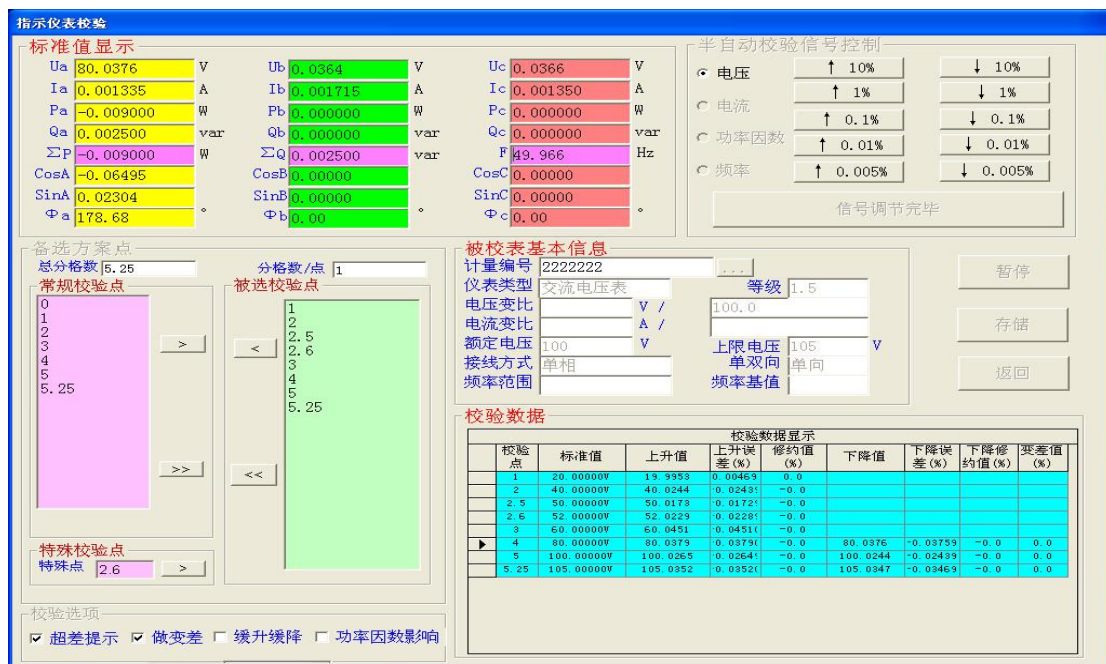 指示仪表校验
标准值显示
Ua 80.0376 V Ub 0.0364 V Uc 0.0366 V
Ia 0.001335 A Ib 0.001715 A Ic 0.001350 A
Pa -0.009000 W Pb 0.000000 W Pc 0.000000 W
Qa 0.002500 var Qb 0.000000 var Qc 0.000000 var
ΣP -0.009000 W ΣQ 0.002500 var F 49.966 Hz
CosA -0.06495 CosB 0.00000 CosC 0.00000
SinA 0.02304 SinB 0.00000 SinC 0.00000
Φa 178.68 ° Φb 0.00 ° Φc 0.00 °
半自动校验信号控制
电压 ↑ 10% ↓ 10%
↑ 1% ↓ 1%
电流
↑ 0.1% ↓ 0.1%
功率因数
↑ 0.01% ↓ 0.01%
频率 ↑ 0.005% ↓ 0.005%
信号调节完毕
备选方案点
总分格数 5.25 分格数/点 1
常规校验点
0
1
2
3
4
5
5.25
>
>>
被选校验点
<
<<
1
2
2.5
2.6
3
4
5
5.25
特殊校验点
特殊点 2.6 >
校验选项
超差提示 做变差 缓升缓降 功率因数影响
被校表基本信息
计量编号 2222222 ...
仪表类型 交流电压表 等级 1.5
电压变比 V / 100.0
电流变比 A /
额定电压 100 V 上限电压 105 V
接线方式 单相 单双向 单向
频率范围 频率基值
暂停
存储
返回
校验数据
校验数据显示
校验点 标准值 上升值 上升误差(%) 修约值(%) 下降值 下降误差(%) 下降修约值(%) 变差值(%)
1 20.00000V 19.9953 0.00469 0.0
2 40.00000V 40.0244 -0.0243 -0.0
2.5 50.00000V 50.0173 -0.0172 -0.0
2.6 52.00000V 52.0229 -0.0228 -0.0
3 60.00000V 60.0451 -0.0451 -0.0
4 80.00000V 80.0379 -0.0379 -0.0 80.0376 -0.03759 -0.0 0.0
5 100.00000V 100.0265 -0.0264 -0.0 100.0244 -0.02439 -0.0 0.0
5.25 105.00000V 105.0352 -0.0352 -0.0 105.0347 -0.03469 -0.0 0.0